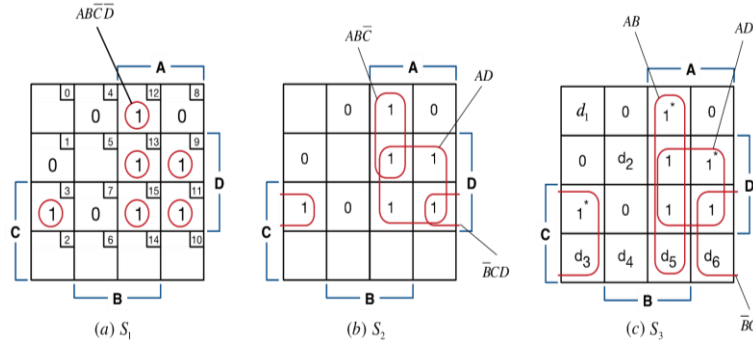 AB̅C̅D̅
A
0 4 12 8
0 1 0
1 5 13 9
0 1 1
D
3 7 15 11
1 0 1 1
C
2 6 14 10
B
(a) S₁
ABC̅
AD
A
0 1 0
0 1 1
D
1 0 1 1
C
B̅CD
B
(b) S₂
AB
AD
A
d₁ 0 1* 0
0 d₂ 1 1*
D
1* 0 1 1
C
d₃ d₄ d₅ d₆
B
(c) S₃